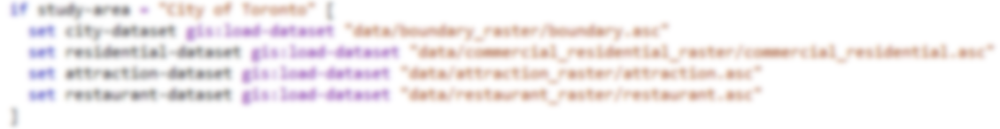 if study-area = "City of Toronto" [
set city-dataset gis:load-dataset "data/boundary_raster/boundary.asc"
set residential-dataset gis:load-dataset "data/commercial_residential_raster/commercial_residential.asc"
set attraction-dataset gis:load-dataset "data/attraction_raster/attraction.asc"
set restaurant-dataset gis:load-dataset "data/restaurant_raster/restaurant.asc"
]